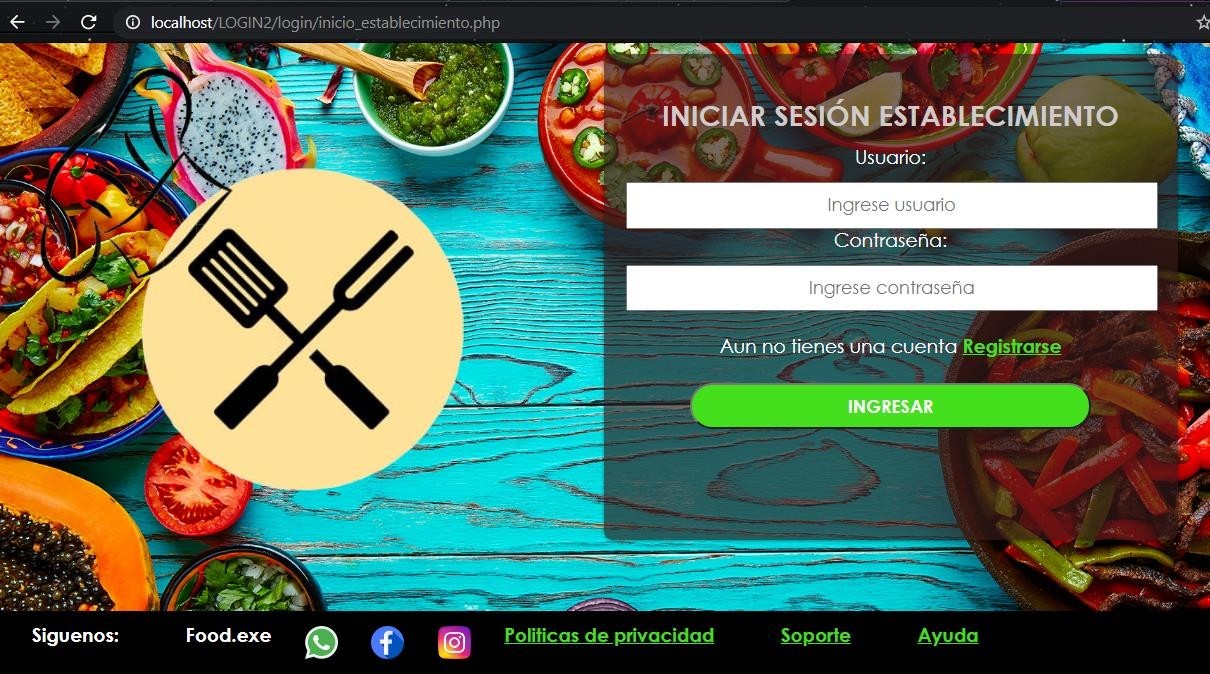 localhost/LOGIN2/login/inicio_establecimiento.php
INICIAR SESIÓN ESTABLECIMIENTO
Usuario:
Ingrese usuario
Contraseña:
Ingrese contraseña
Aun no tienes una cuenta Registrarse
INGRESAR
Siguenos: Food.exe Politicas de privacidad Soporte Ayuda